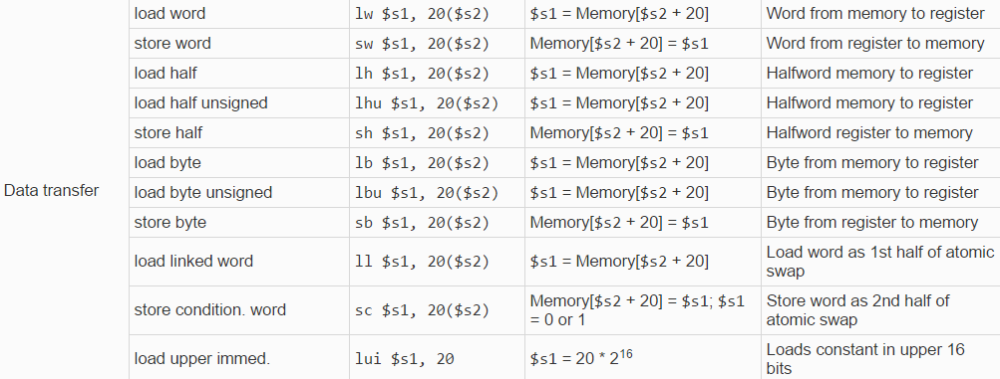 load word lw $s1, 20($s2) $s1 = Memory[$s2 + 20] Word from memory to register
store word sw $s1, 20($s2) Memory[$s2 + 20] = $s1 Word from register to memory
load half lh $s1, 20($s2) $s1 = Memory[$s2 + 20] Halfword memory to register
load half unsigned lhu $s1, 20($s2) $s1 = Memory[$s2 + 20] Halfword memory to register
store half sh $s1, 20($s2) Memory[$s2 + 20] = $s1 Halfword register to memory
load byte lb $s1, 20($s2) $s1 = Memory[$s2 + 20] Byte from memory to register
Data transfer load byte unsigned lbu $s1, 20($s2) $s1 = Memory[$s2 + 20] Byte from memory to register
store byte sb $s1, 20($s2) Memory[$s2 + 20] = $s1 Byte from register to memory
load linked word ll $s1, 20($s2) $s1 = Memory[$s2 + 20] Load word as 1st half of atomic
swap
store condition. word sc $s1, 20($s2) Memory[$s2 + 20] = $s1; $s1 Store word as 2nd half of
= 0 or 1 atomic swap
load upper immed. lui $s1, 20 $s1 = 20 * 2¹⁶ Loads constant in upper 16
bits